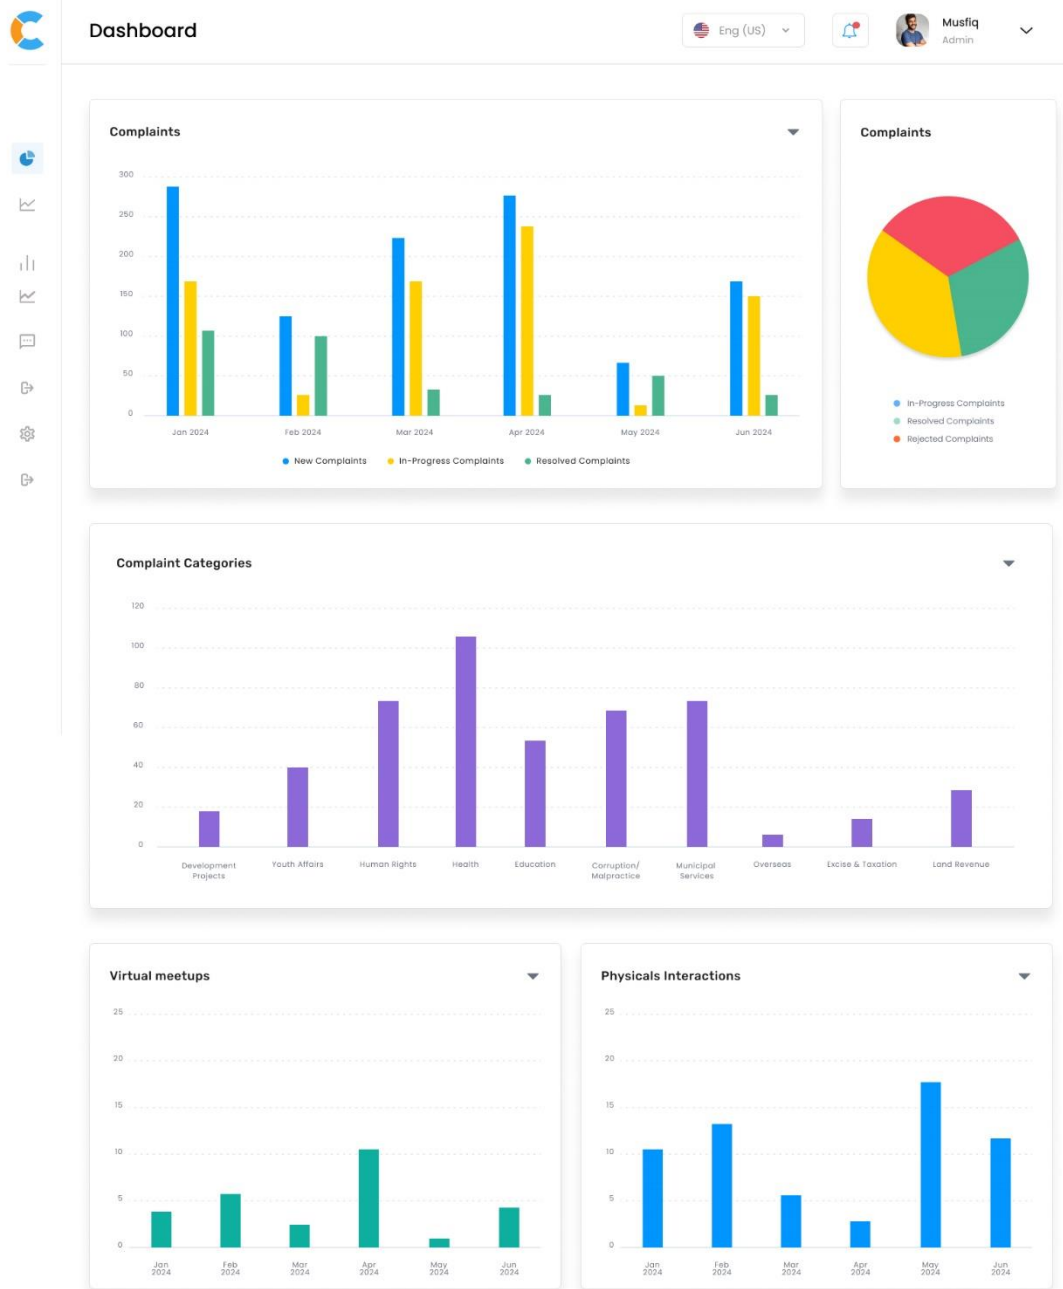 Dashboard
Eng (US)
Musfiq
Admin
Complaints
300
250
200
150
100
50
0
Jan 2024
Feb 2024
Mar 2024
Apr 2024
May 2024
Jun 2024
New Complaints
In-Progress Complaints
Resolved Complaints
Complaints
In-Progress Complaints
Resolved Complaints
Rejected Complaints
Complaint Categories
120
100
80
60
40
20
0
Development
Projects
Youth Affairs
Human Rights
Health
Education
Corruption/
Malpractice
Municipal
Services
Overseas
Excise & Taxation
Land Revenue
Virtual meetups
25
20
15
10
5
0
Jan
2024
Feb
2024
Mar
2024
Apr
2024
May
2024
Jun
2024
Physicals Interactions
25
20
15
10
5
0
Jan
2024
Feb
2024
Mar
2024
Apr
2024
May
2024
Jun
2024